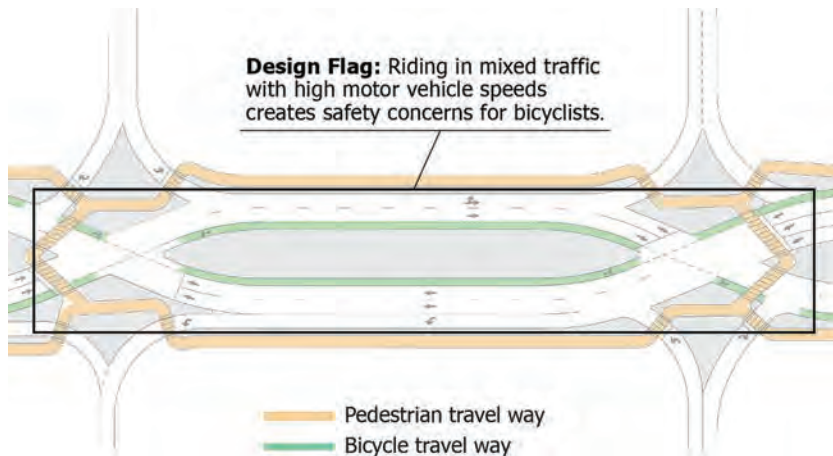 Design Flag: Riding in mixed traffic
with high motor vehicle speeds
creates safety concerns for bicyclists.
Pedestrian travel way
Bicycle travel way